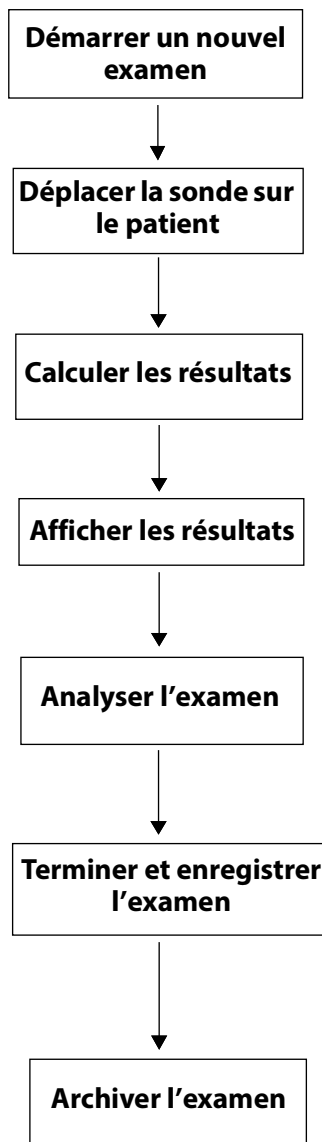 Démarrer un nouvel
examen
Déplacer la sonde sur
le patient
Calculer les résultats
Afficher les résultats
Analyser l’examen
Terminer et enregistrer
l’examen
Archiver l’examen